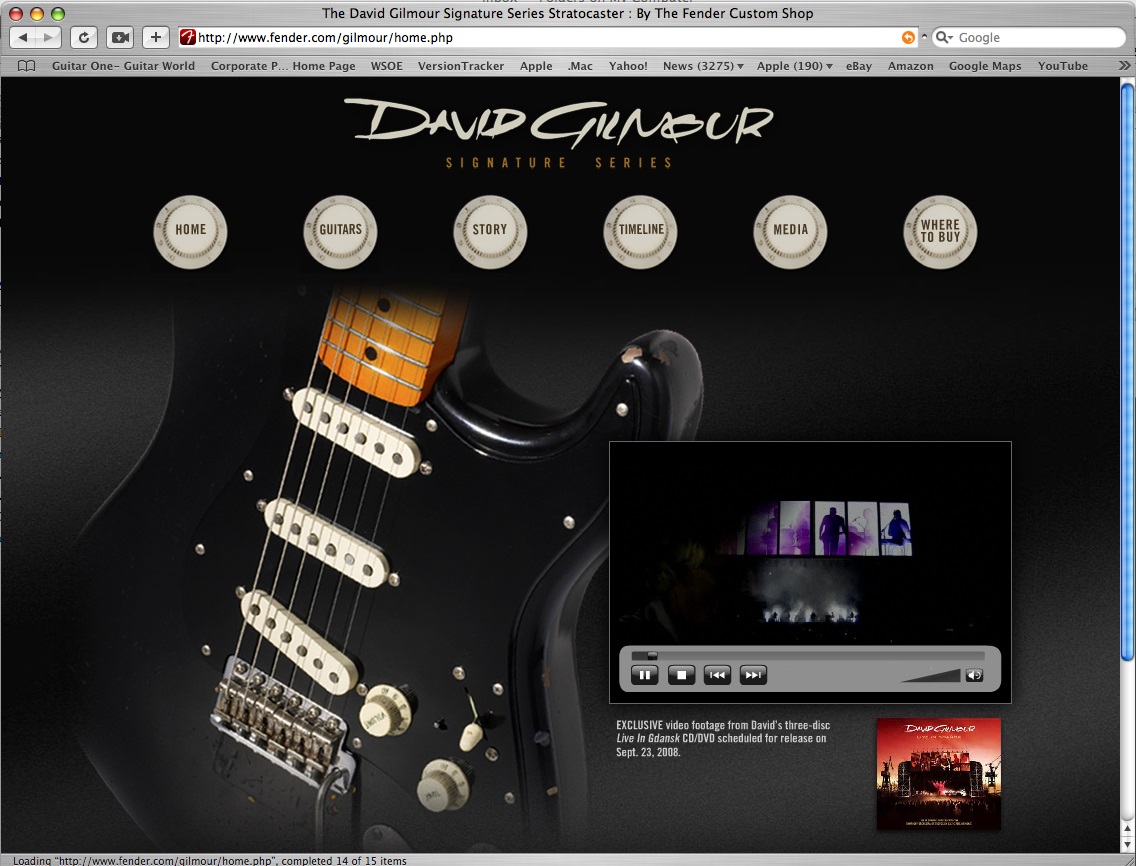 The David Gilmour Signature Series Stratocaster : By The Fender Custom Shop
http://www.fender.com/gilmour/home.php
Google
Guitar One- Guitar World Corporate P... Home Page WSOE VersionTracker Apple .Mac Yahoo! News (3275) Apple (190) eBay Amazon Google Maps YouTube
DAVID GILMOUR
SIGNATURE SERIES
HOME
GUITARS
STORY
TIMELINE
MEDIA
WHERE
TO BUY
EXCLUSIVE video footage from David's three-disc
Live In Gdansk CD/DVD scheduled for release on
Sept. 23, 2008.
DAVID GILMOUR
LIVE IN GDANSK
Loading “http://www.fender.com/gilmour/home.php”, completed 14 of 15 items